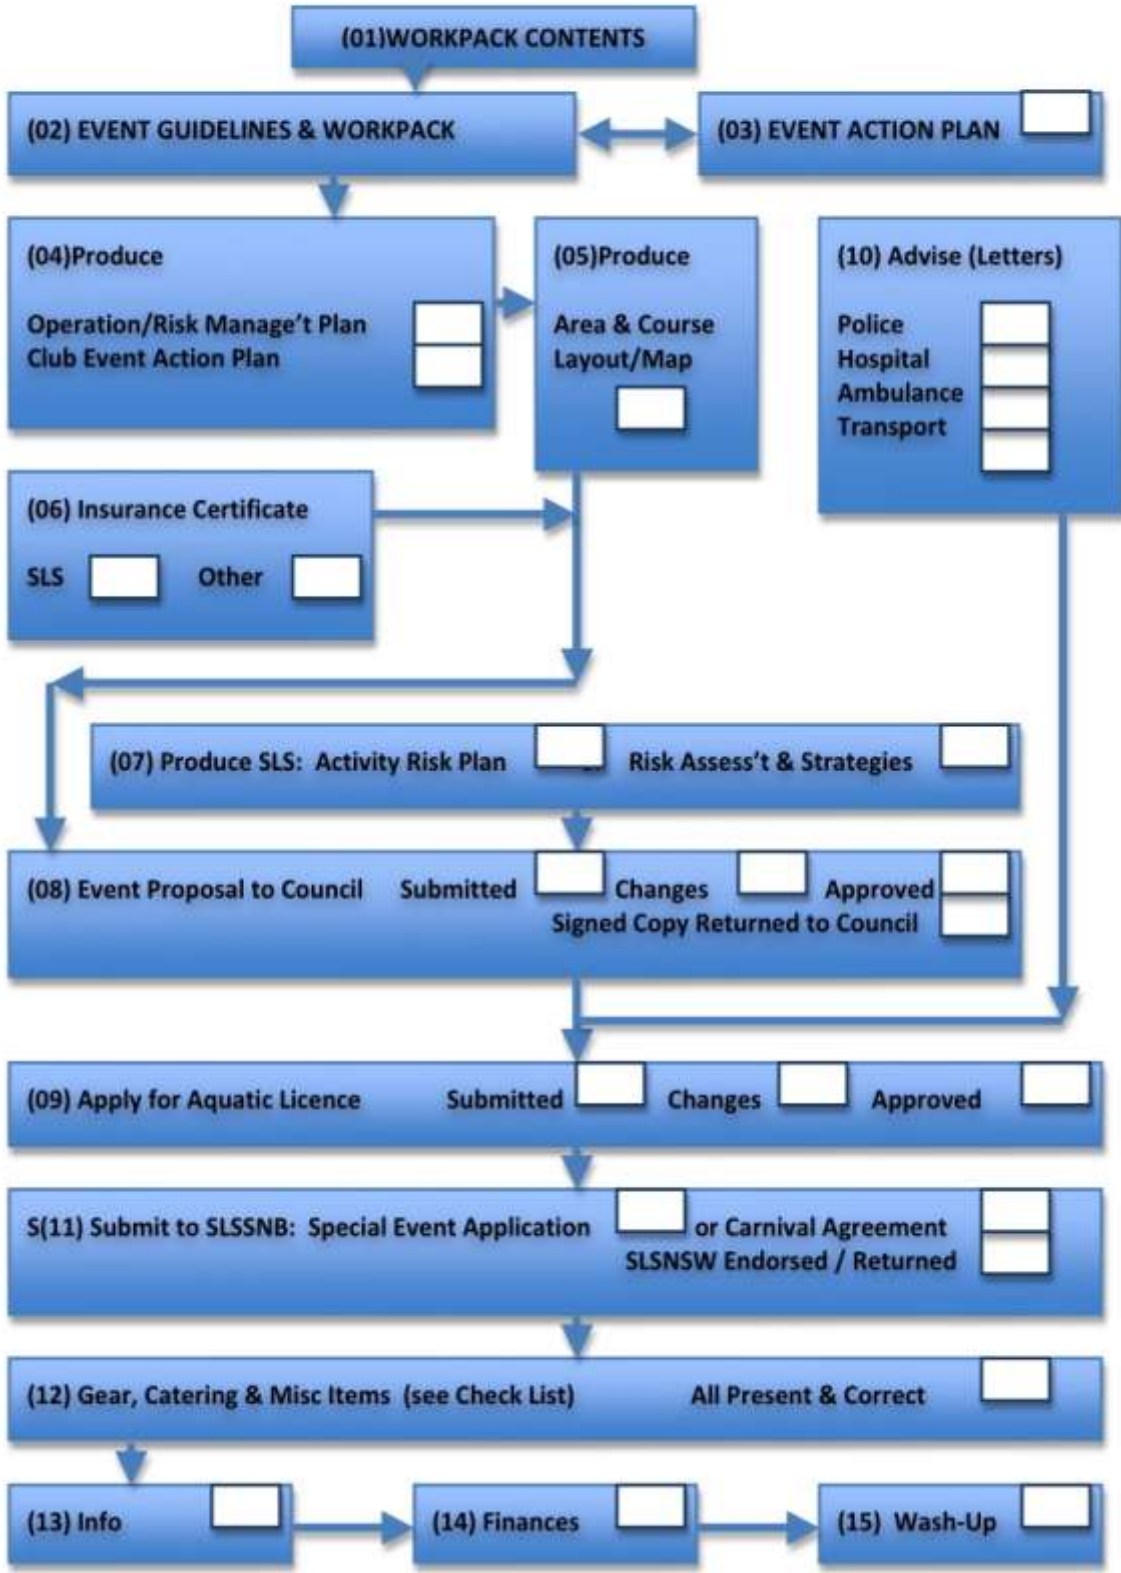 (01)WORKPACK CONTENTS
(02) EVENT GUIDELINES & WORKPACK
(03) EVENT ACTION PLAN
(04)Produce
Operation/Risk Manage't Plan
Club Event Action Plan
(05)Produce
Area & Course
Layout/Map
(10) Advise (Letters)
Police
Hospital
Ambulance
Transport
(06) Insurance Certificate
SLS Other
(07) Produce SLS: Activity Risk Plan Risk Assess't & Strategies
(08) Event Proposal to Council Submitted Changes Approved
Signed Copy Returned to Council
(09) Apply for Aquatic Licence Submitted Changes Approved
S(11) Submit to SLSSNB: Special Event Application or Carnival Agreement
SLSNSW Endorsed / Returned
(12) Gear, Catering & Misc Items (see Check List) All Present & Correct
(13) Info
(14) Finances
(15) Wash-Up